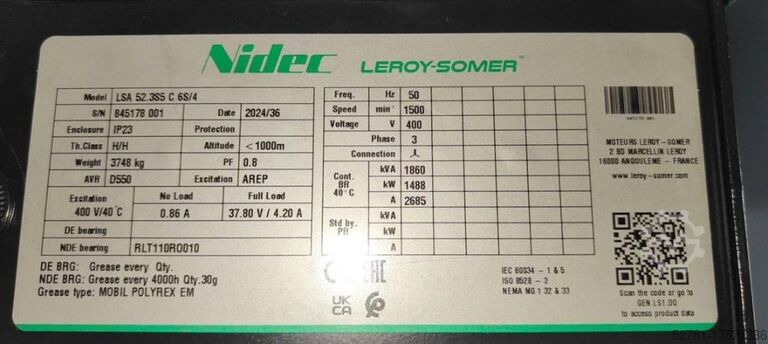 Nidec LEROY-SOMER™
Model LSA 52.3S5 C 6S/4
S/N 845178 001 Date 2024/36
Enclosure IP23 Protection
Th.Class H/H Altitude <1000m
Weight 3748 kg PF 0.8
AVR D550 Excitation AREP
Excitation No Load Full Load
400 V/40°C 0.86 A 37.80 V / 4.20 A
DE bearing
NDE bearing RLT110RO010
DE BRG: Grease every Qty.
NDE BRG: Grease every 4000h Qty.30g
Grease type: MOBIL POLYREX EM
Freq. Hz 50
Speed min⁻¹ 1500
Voltage V 400
Phase 3
Connection
Cont. BR 40°C
kVA 1860
kW 1488
A 2685
Std by. PR
kVA
kW
A
UK
CA
EAC
IEC 60034 - 1 & 5
ISO 8528 - 3
NEMA MG 1 32 & 33
845178 001
MOTEURS LEROY-SOMER
2 BD MARCELLIN LEROY
16000 ANGOULEME - FRANCE
www.leroy-somer.com
Scan the code or go to
GEN.LS1.DO
to access product data